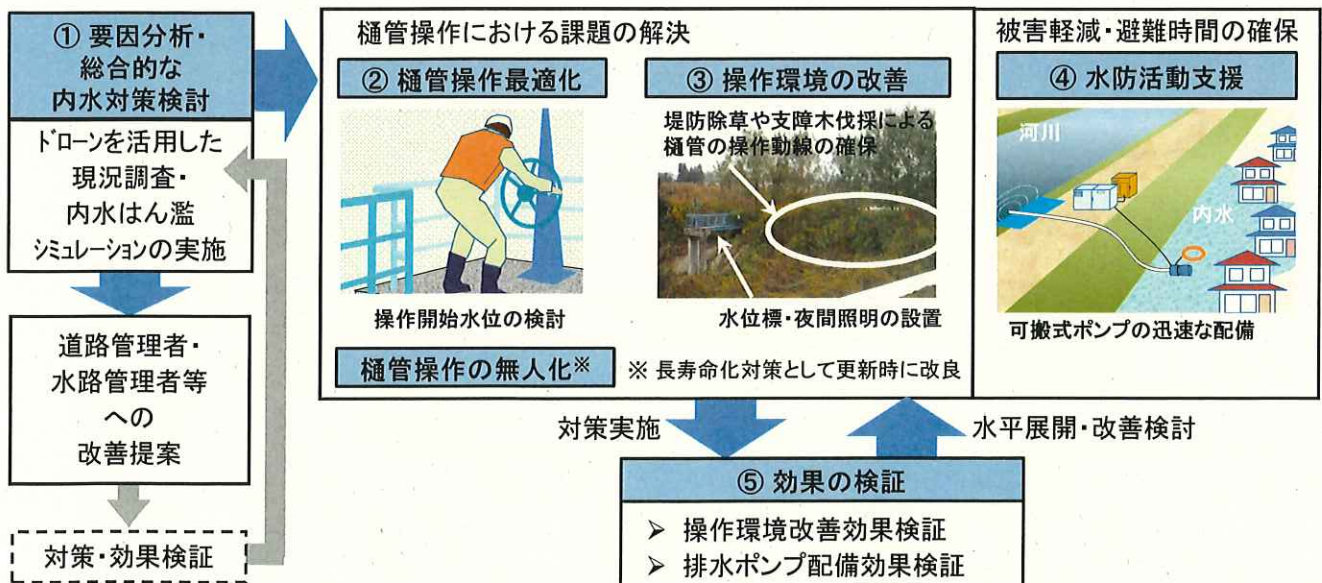 ① 要因分析・
総合的な
内水対策検討
ドローンを活用した
現況調査・
内水はん濫
シミュレーションの実施
道路管理者・
水路管理者等
への
改善提案
対策・効果検証
樋管操作における課題の解決
② 樋管操作最適化
操作開始水位の検討
③ 操作環境の改善
堤防除草や支障木伐採による
樋管の操作動線の確保
水位標・夜間照明の設置
樋管操作の無人化※
※ 長寿命化対策として更新時に改良
被害軽減・避難時間の確保
④ 水防活動支援
河川
内水
可搬式ポンプの迅速な配備
対策実施
水平展開・改善検討
⑤ 効果の検証
➢ 操作環境改善効果検証
➢ 排水ポンプ配備効果検証